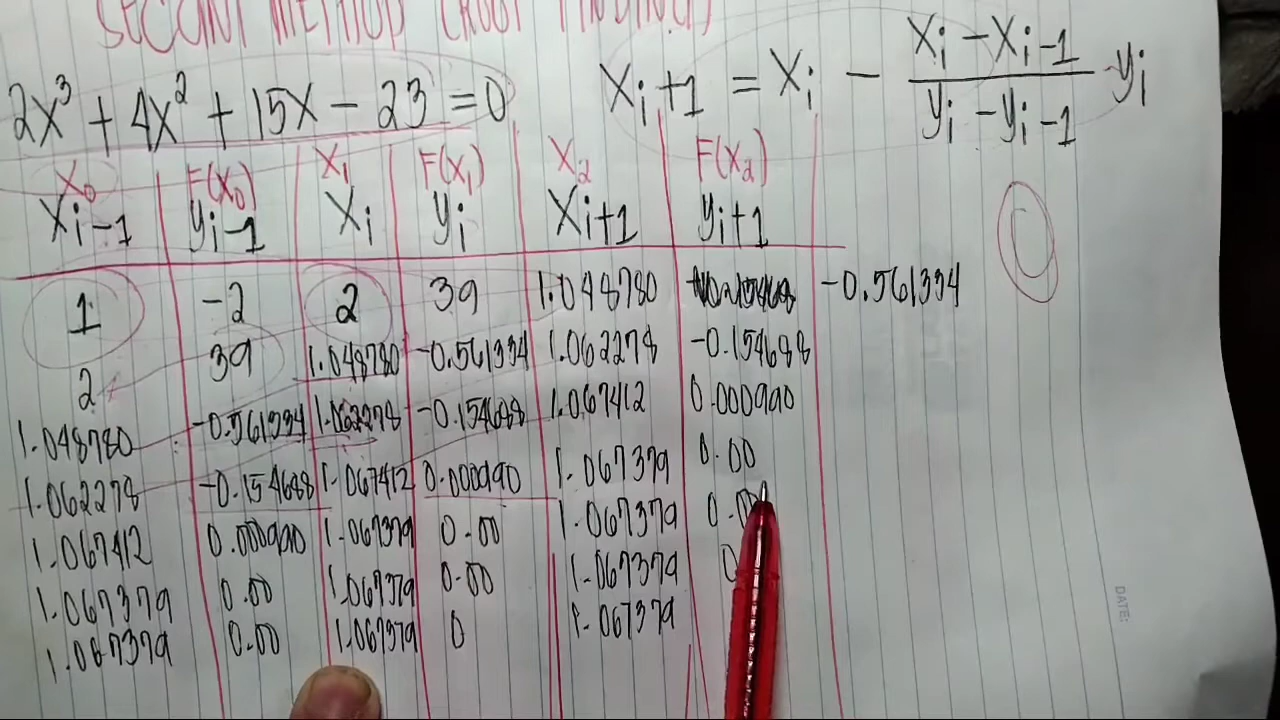 SECCANT METHOD (ROOT FINDING)
2x³ + 4x² + 15x − 23 = 0
Xi+1 = Xi − (Xi − Xi−1)/(yi − yi−1) · yi
X₀ F(X₀) X₁ F(X₁) X₂ F(X₂)
Xi−1 yi−1 Xi yi Xi+1 yi+1
1 −2 2 39 1.048780 −0.561334
2 39 1.048780 −0.561334 1.062278 −0.154688
1.048780 −0.561334 1.062278 −0.154688 1.067412 0.000990
1.062278 −0.154688 1.067412 0.000990 1.067379 0.00
1.067412 0.000990 1.067379 0.00 1.067379
1.067379 0.00 1.067379 0.00 1.067379
1.067379 0.00 1.067379 0 1.067379
DATE: